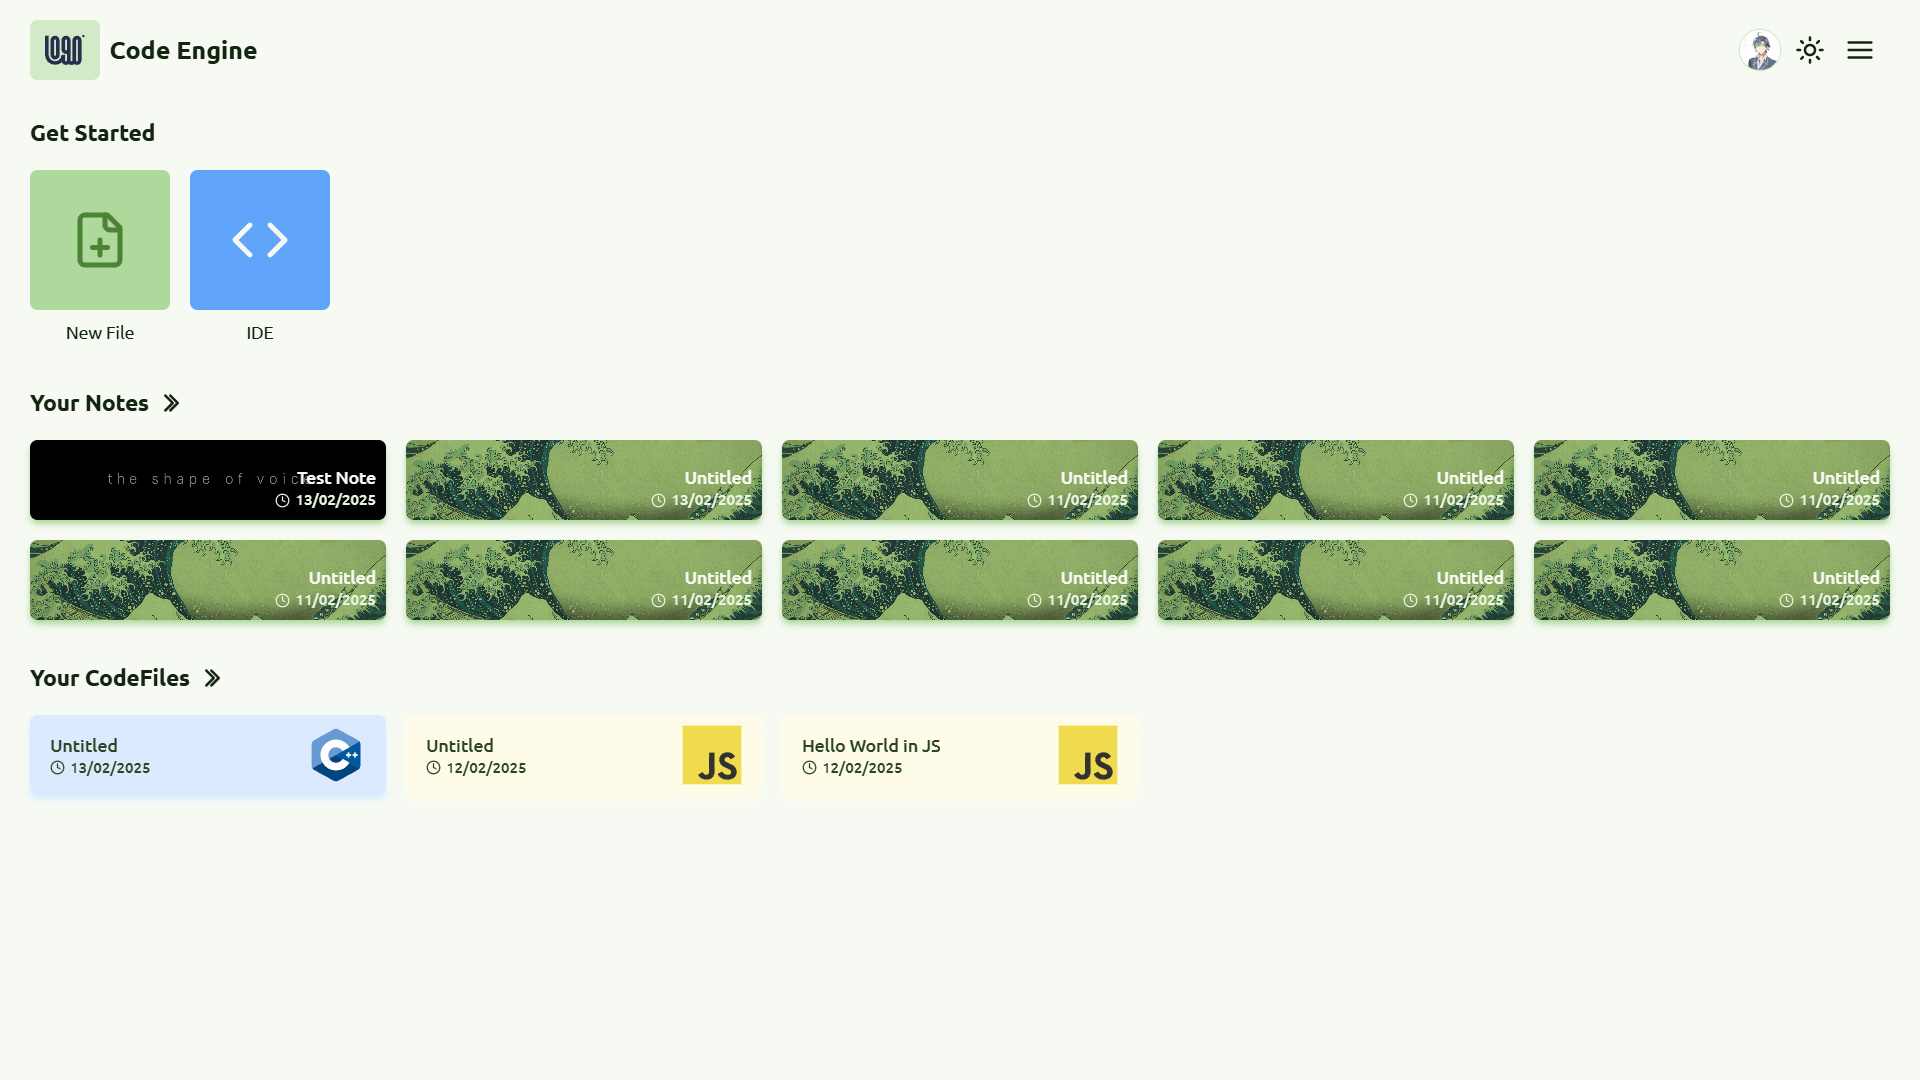 LOGO
Code Engine
Get Started
New File
IDE
Your Notes
the shape of voice
Test Note
13/02/2025
Untitled
13/02/2025
Untitled
11/02/2025
Untitled
11/02/2025
Untitled
11/02/2025
Untitled
11/02/2025
Untitled
11/02/2025
Untitled
11/02/2025
Untitled
11/02/2025
Untitled
11/02/2025
Your CodeFiles
Untitled
13/02/2025
C++
Untitled
12/02/2025
JS
Hello World in JS
12/02/2025
JS